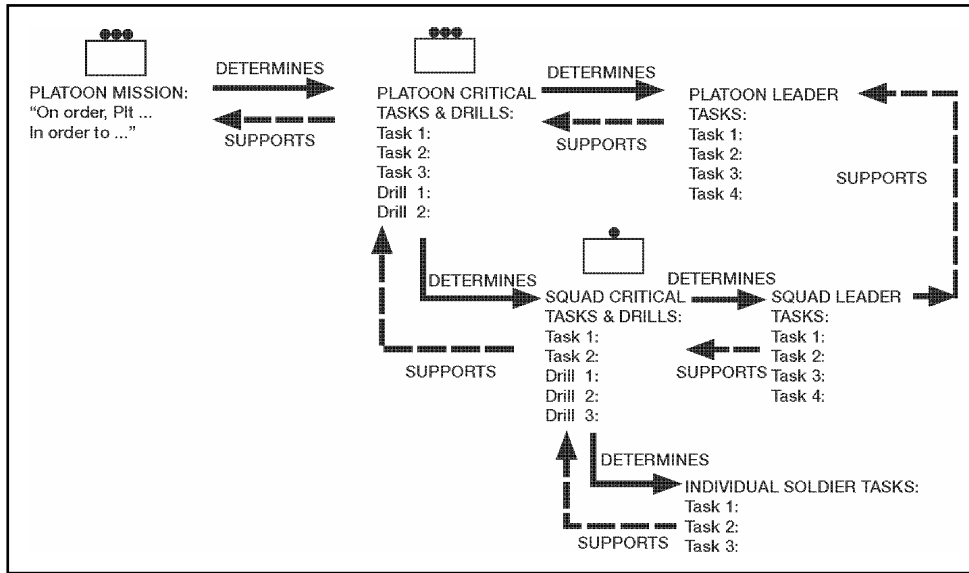 PLATOON MISSION:
"On order, Plt ...
In order to ..."
DETERMINES
SUPPORTS
PLATOON CRITICAL
TASKS & DRILLS:
Task 1:
Task 2:
Task 3:
Drill 1:
Drill 2:
DETERMINES
SUPPORTS
PLATOON LEADER
TASKS:
Task 1:
Task 2:
Task 3:
Task 4:
SUPPORTS
DETERMINES
SUPPORTS
SQUAD CRITICAL
TASKS & DRILLS:
Task 1:
Task 2:
Drill 1:
Drill 2:
Drill 3:
DETERMINES
SUPPORTS
SQUAD LEADER
TASKS:
Task 1:
Task 2:
Task 3:
Task 4:
DETERMINES
SUPPORTS
INDIVIDUAL SOLDIER TASKS:
Task 1:
Task 2:
Task 3: